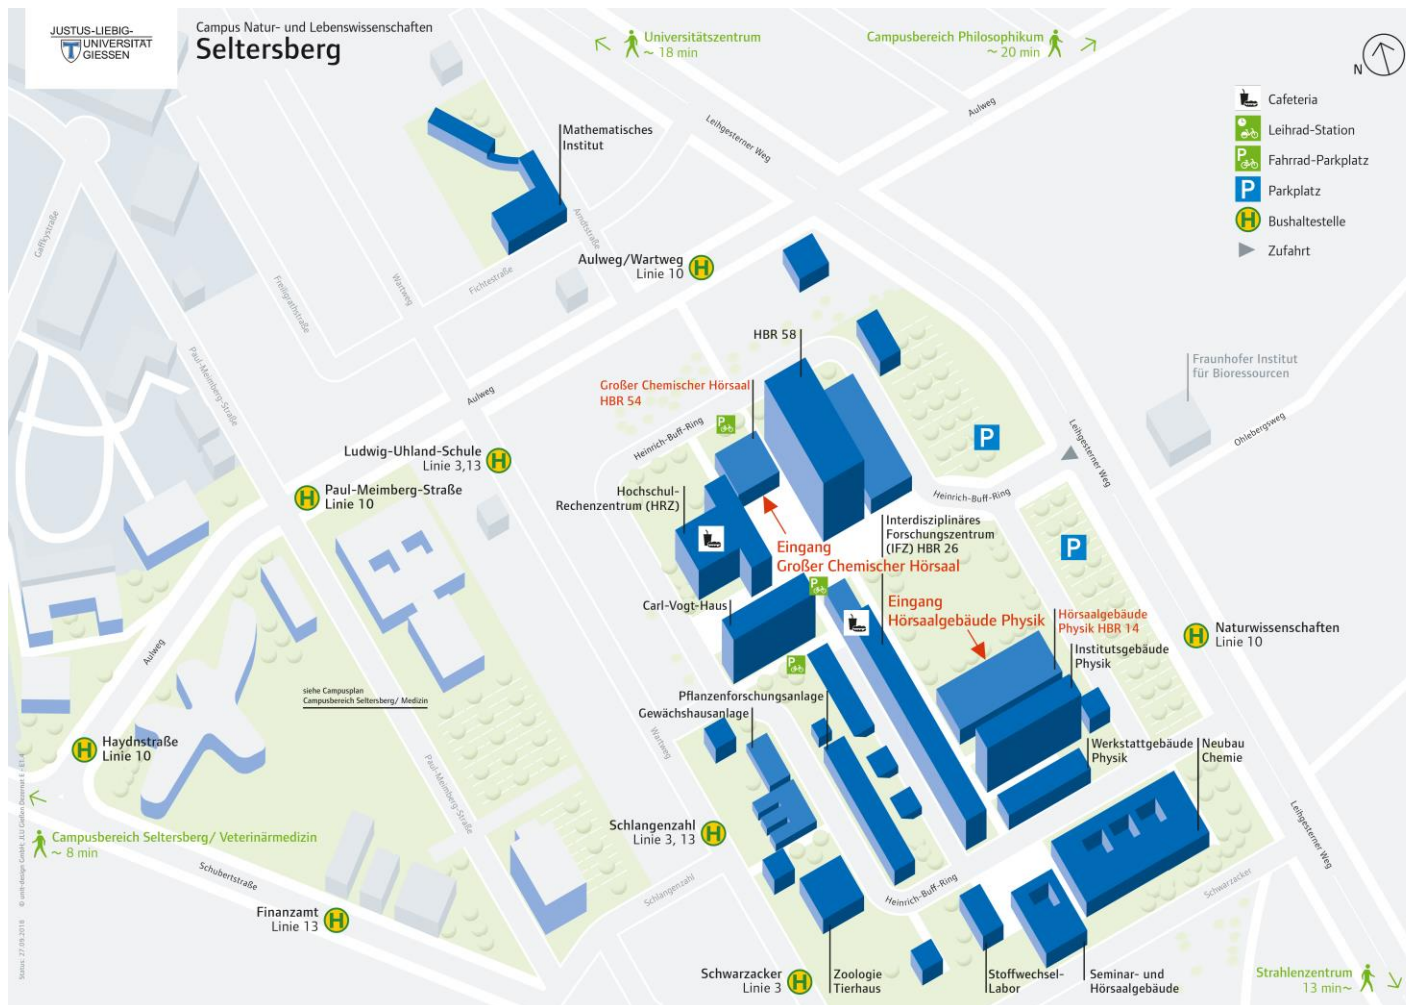 JUSTUS-LIEBIG-
UNIVERSITÄT
GIESSEN
Campus Natur- und Lebenswissenschaften
Seltersberg
Universitätszentrum
~ 18 min
Campusbereich Philosophikum
~ 20 min
N
Cafeteria
Leihrad-Station
P
Fahrrad-Parkplatz
P
Parkplatz
H
Bushaltestelle
Zufahrt
Mathematisches
Institut
Leihgesterner Weg
Aulweg
Gaffkystraße
Arndtstraße
Aulweg/Wartweg
Linie 10
H
Fichtestraße
Wartweg
Freiligrathstraße
HBR 58
Paul-Meimberg-Straße
Großer Chemischer Hörsaal
HBR 54
Fraunhofer Institut
für Bioressourcen
Aulweg
P
Heinrich-Buff-Ring
P
Leihgesterner Weg
Ohlebergsweg
Ludwig-Uhland-Schule
Linie 3,13
H
H
Paul-Meimberg-Straße
Linie 10
Hochschul-
Rechenzentrum (HRZ)
Heinrich-Buff-Ring
Interdisziplinäres
Forschungszentrum
(IFZ) HBR 26
Eingang
Großer Chemischer Hörsaal
P
P
Carl-Vogt-Haus
Eingang
Hörsaalgebäude Physik
Hörsaalgebäude
Physik HBR 14
Institutsgebäude
Physik
H
Naturwissenschaften
Linie 10
Aulweg
P
siehe Campusplan
Campusbereich Seltersberg/ Medizin
Pflanzenforschungsanlage
Gewächshausanlage
Wartweg
H
Haydnstraße
Linie 10
Werkstattgebäude
Physik
Neubau
Chemie
Paul-Meimberg-Straße
Leihgesterner Weg
Campusbereich Seltersberg/ Veterinärmedizin
~ 8 min
Schlangenzahl
Linie 3, 13
H
Schubertstraße
Schlangenzahl
Heinrich-Buff-Ring
Schwarzacker
Finanzamt
Linie 13
H
Schwarzacker
Linie 3
H
Zoologie
Tierhaus
Stoffwechsel-
Labor
Seminar- und
Hörsaalgebäude
Strahlenzentrum
13 min~
Status: 27.09.2018